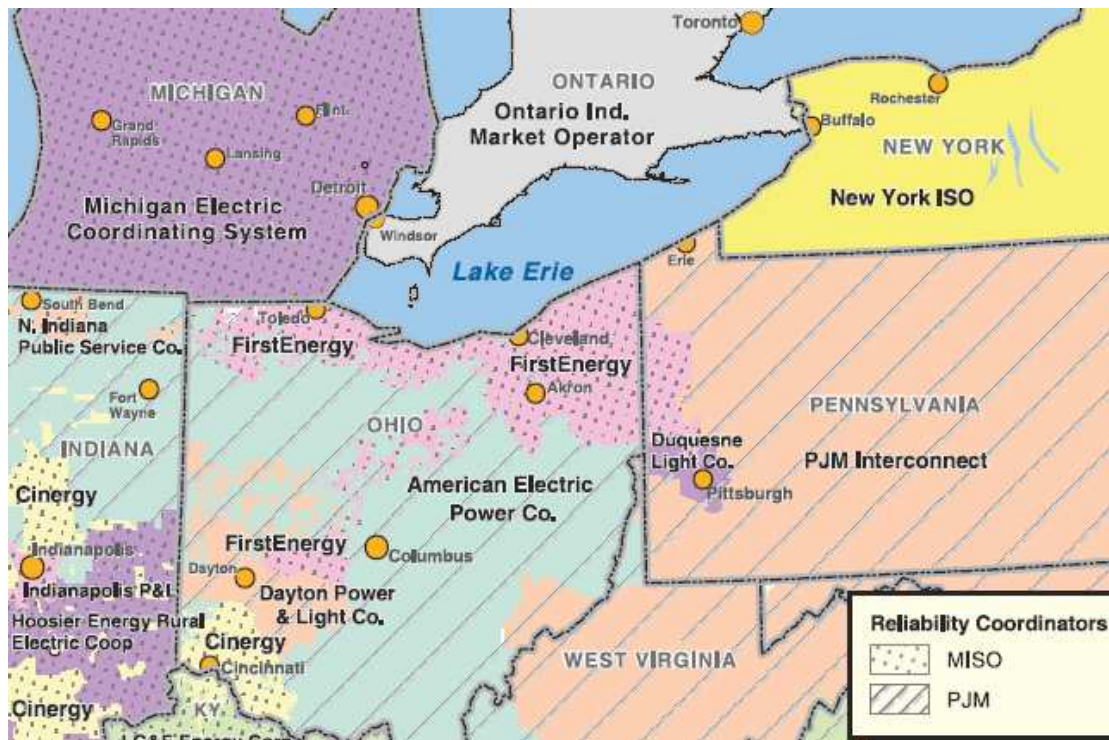 Toronto
ONTARIO
Ontario Ind.
Market Operator
MICHIGAN
Grand
Rapids
Flint
Lansing
Detroit
Windsor
Michigan Electric
Coordinating System
Rochester
Buffalo
NEW YORK
New York ISO
Lake Erie
Erie
South Bend
N. Indiana
Public Service Co.
Toledo
FirstEnergy
Cleveland
FirstEnergy
Akron
Fort
Wayne
INDIANA
OHIO
PENNSYLVANIA
PJM Interconnect
Duquesne
Light Co.
Pittsburgh
American Electric
Power Co.
Cinergy
Indianapolis
Indianapolis P&L
Hoosier Energy Rural
Electric Coop
FirstEnergy
Columbus
Dayton
Dayton Power
& Light Co.
Cinergy
Cincinnati
WEST VIRGINIA
Cinergy
KY
Reliability Coordinators
MISO
PJM